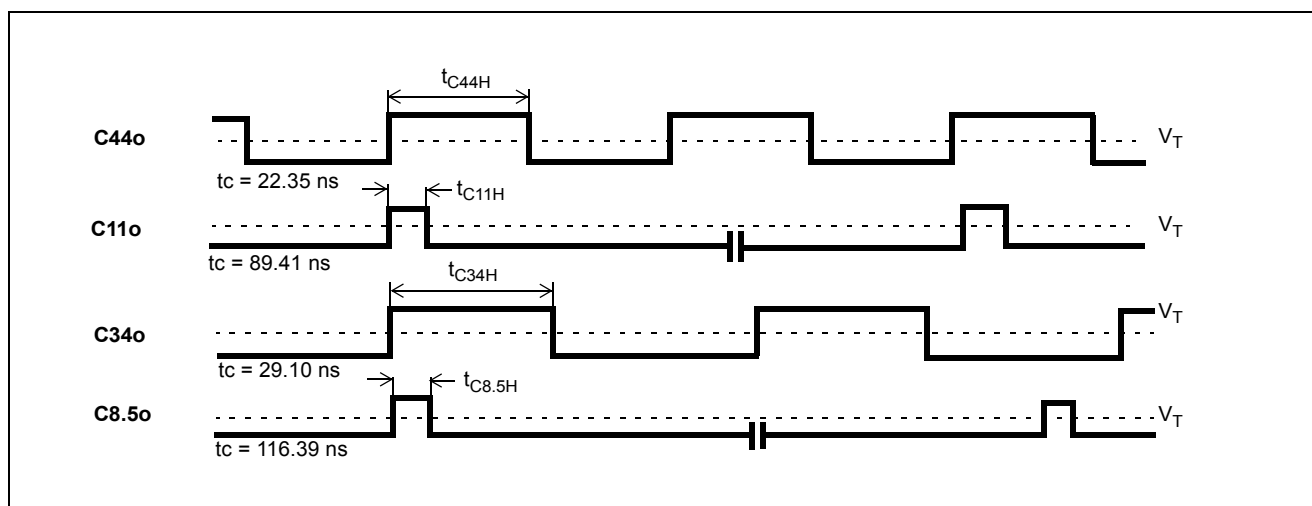 tC44H
C44o
VT
tc = 22.35 ns
tC11H
C11o
VT
tc = 89.41 ns
tC34H
VT
C34o
tc = 29.10 ns
tC8.5H
C8.5o
VT
tc = 116.39 ns